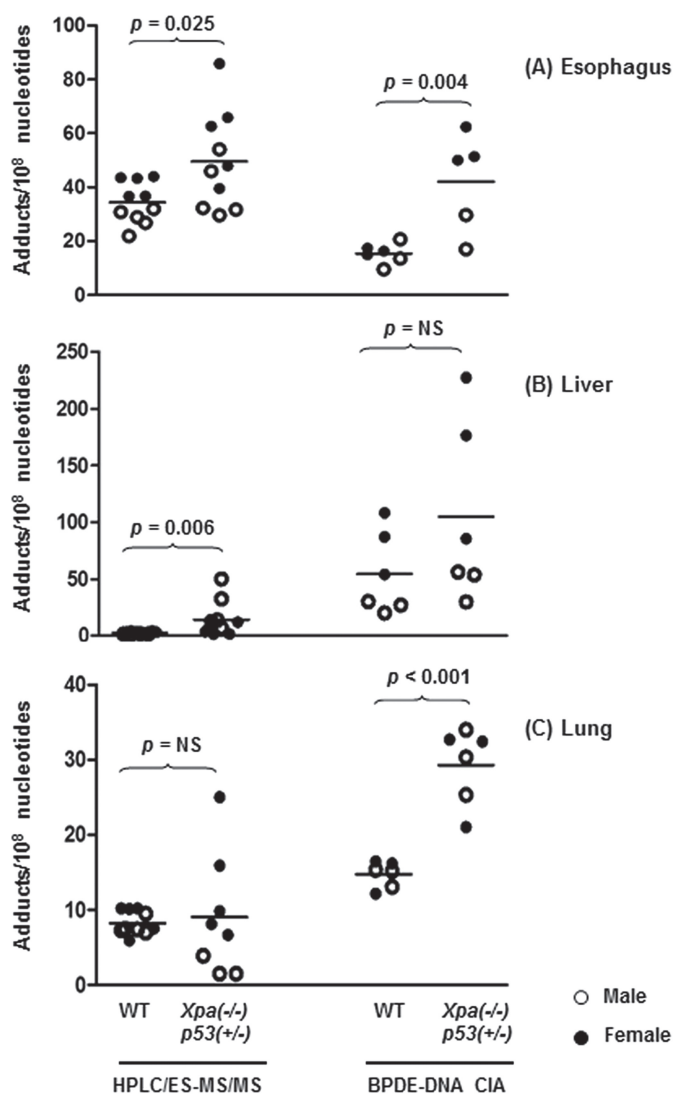 p = 0.025
(A) Esophagus
p = 0.004
Adducts/10⁸ nucleotides
100
80
60
40
20
0
p = NS
(B) Liver
p = 0.006
Adducts/10⁸ nucleotides
250
200
150
100
50
0
p < 0.001
(C) Lung
p = NS
Adducts/10⁸ nucleotides
40
30
20
10
0
WT
Xpa(-/-)
p53(+/-)
WT
Xpa(-/-)
p53(+/-)
HPLC/ES-MS/MS
BPDE-DNA CIA
Male
Female